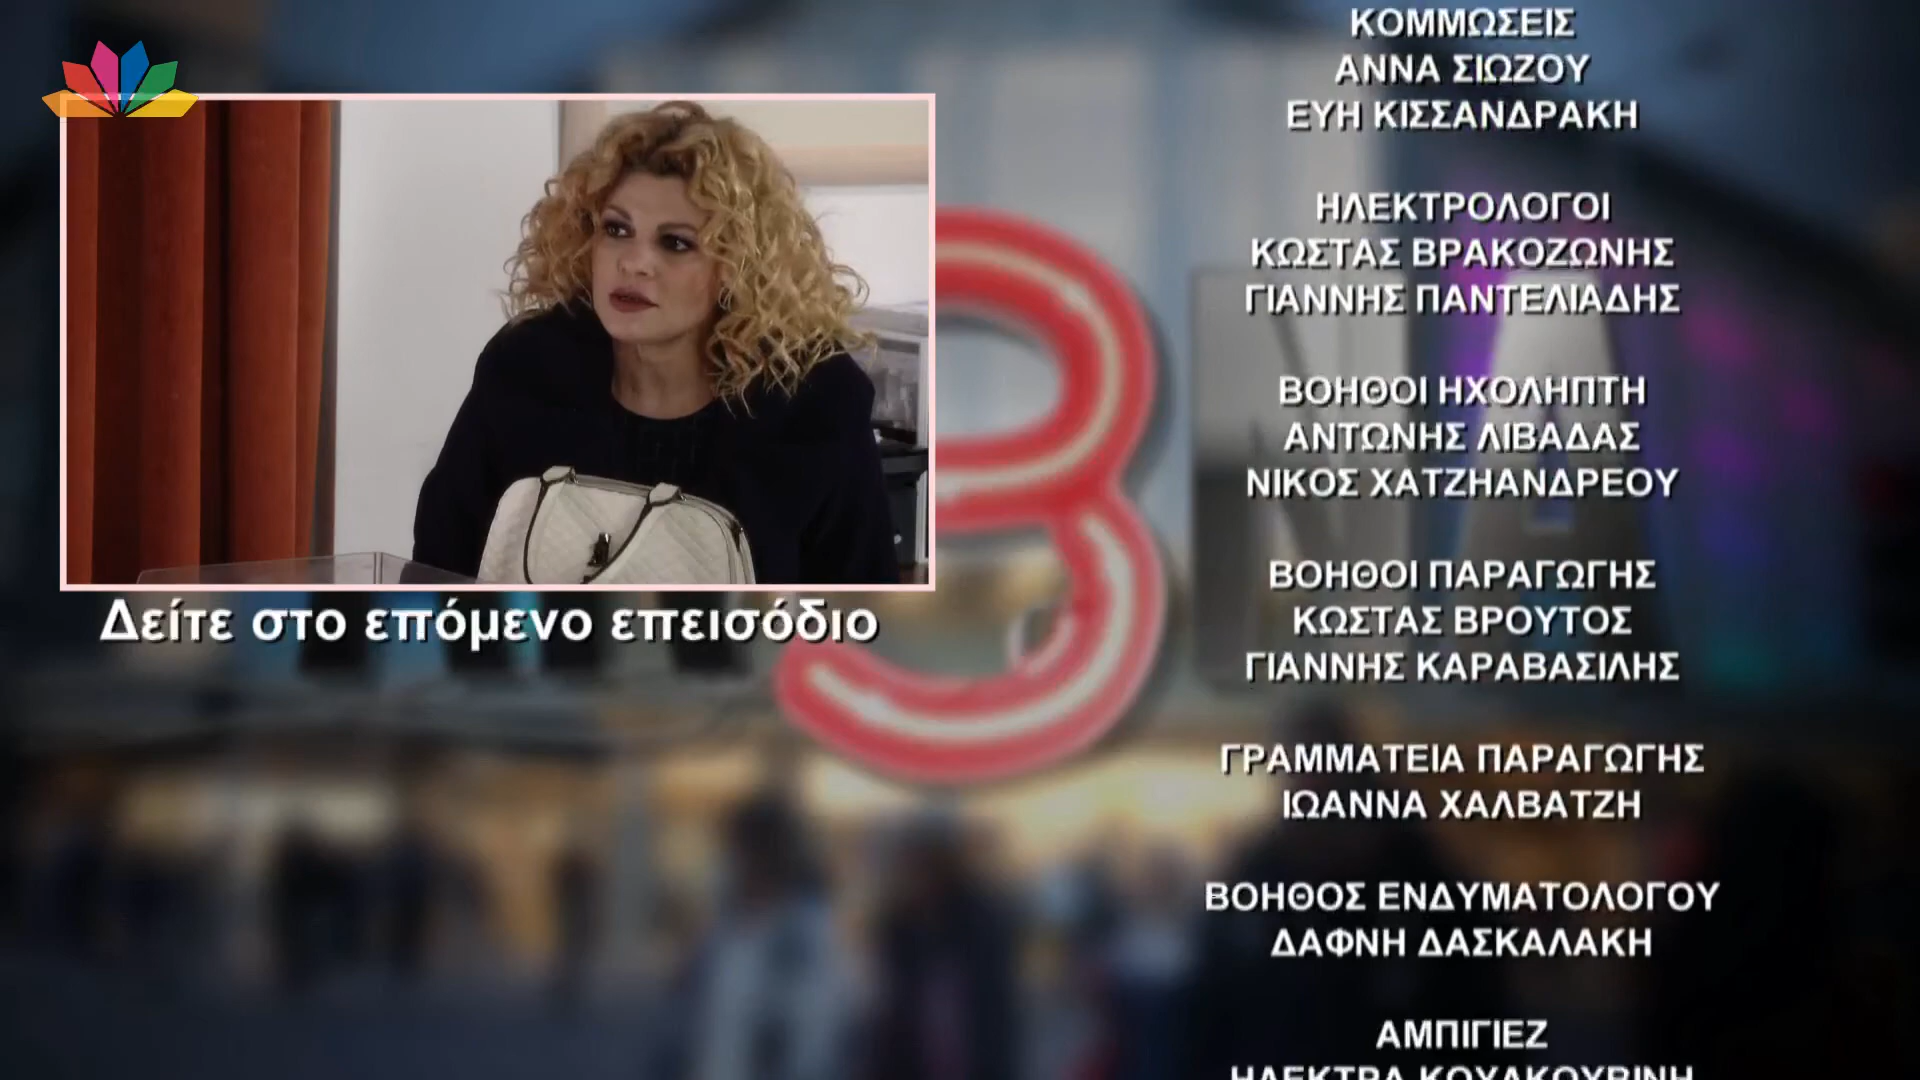 Δείτε στο επόμενο επεισόδιο
ΚΟΜΜΩΣΕΙΣ
ΑΝΝΑ ΣΙΩΖΟΥ
ΕΥΗ ΚΙΣΣΑΝΔΡΑΚΗ
ΗΛΕΚΤΡΟΛΟΓΟΙ
ΚΩΣΤΑΣ ΒΡΑΚΟΖΩΝΗΣ
ΓΙΑΝΝΗΣ ΠΑΝΤΕΛΙΑΔΗΣ
ΒΟΗΘΟΙ ΗΧΟΛΗΠΤΗ
ΑΝΤΩΝΗΣ ΛΙΒΑΔΑΣ
ΝΙΚΟΣ ΧΑΤΖΗΑΝΔΡΕΟΥ
ΒΟΗΘΟΙ ΠΑΡΑΓΩΓΗΣ
ΚΩΣΤΑΣ ΒΡΟΥΤΟΣ
ΓΙΑΝΝΗΣ ΚΑΡΑΒΑΣΙΛΗΣ
ΓΡΑΜΜΑΤΕΙΑ ΠΑΡΑΓΩΓΗΣ
ΙΩΑΝΝΑ ΧΑΛΒΑΤΖΗ
ΒΟΗΘΟΣ ΕΝΔΥΜΑΤΟΛΟΓΟΥ
ΔΑΦΝΗ ΔΑΣΚΑΛΑΚΗ
ΑΜΠΙΓΙΕΖ
ΗΛΕΚΤΡΑ